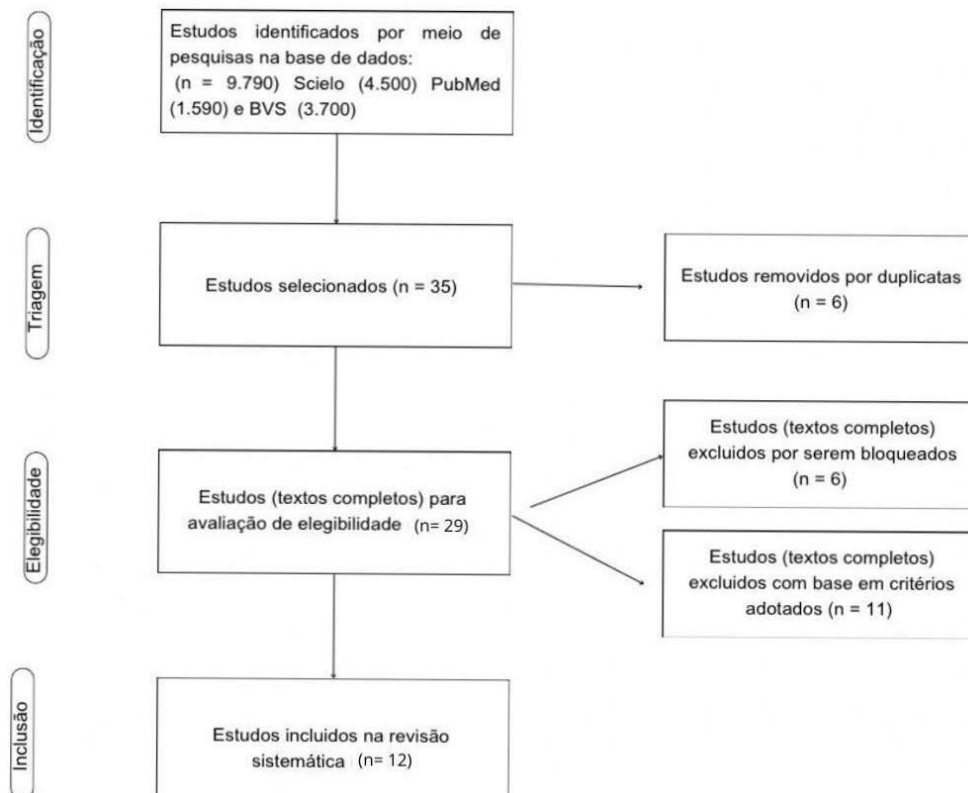 Identificação
Estudos identificados por meio de
pesquisas na base de dados:
(n = 9.790) Scielo (4.500) PubMed
(1.590) e BVS (3.700)
Triagem
Estudos selecionados (n = 35)
Estudos removidos por duplicatas
(n = 6)
Elegibilidade
Estudos (textos completos) para
avaliação de elegibilidade (n= 29)
Estudos (textos completos)
excluidos por serem bloqueados
(n = 6)
Estudos (textos completos)
excluidos com base em critérios
adotados (n = 11)
Inclusão
Estudos incluidos na revisão
sistemática (n= 12)